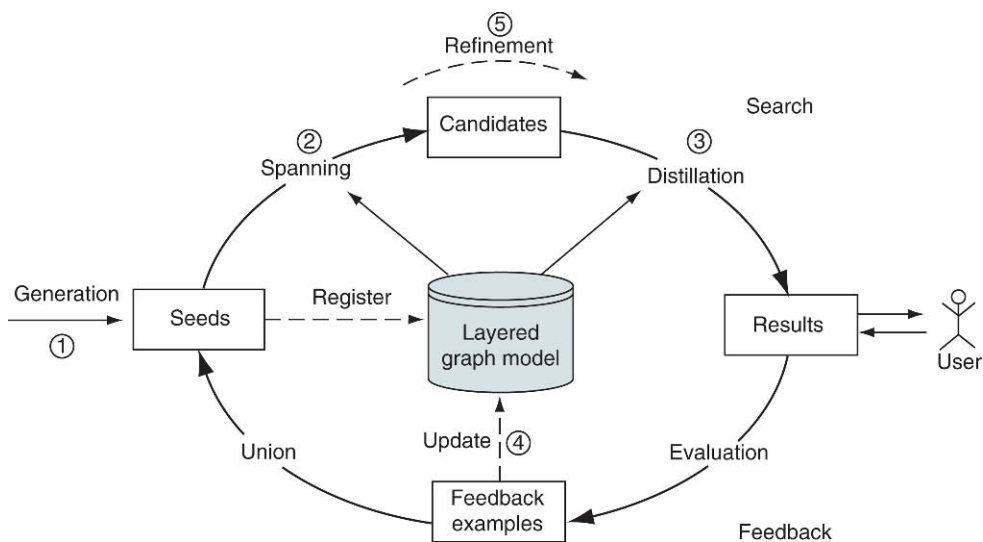 ⑤
Refinement
Candidates
Search
②
Spanning
③
Distillation
Generation
①
Seeds
Register
Layered
graph model
Results
User
Update
④
Union
Evaluation
Feedback
examples
Feedback